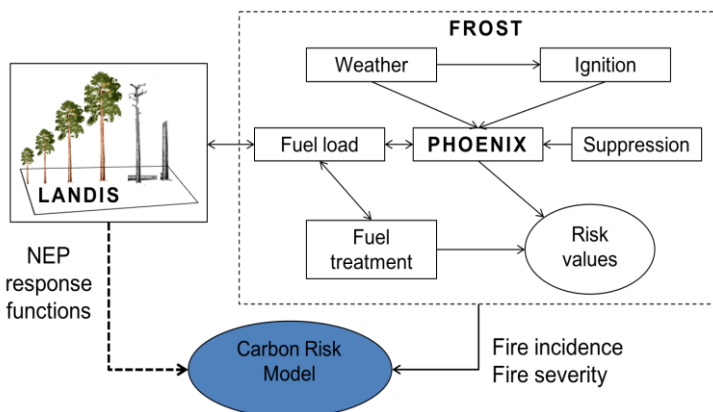 FROST
Weather
Ignition
Fuel load
PHOENIX
Suppression
LANDIS
Fuel
treatment
Risk
values
NEP
response
functions
Carbon Risk
Model
Fire incidence
Fire severity